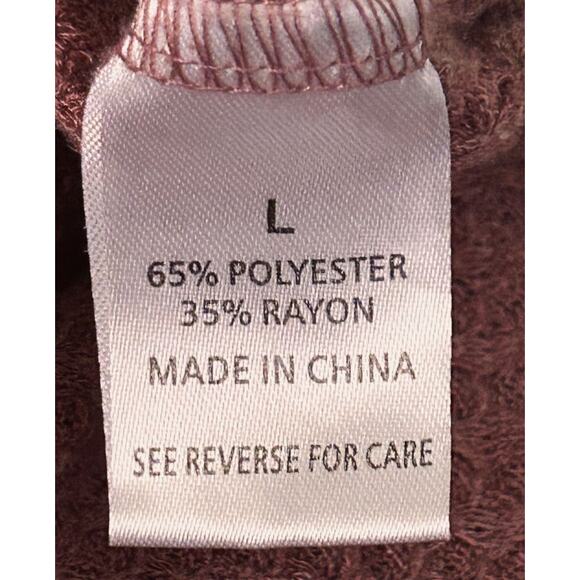 L
65% POLYESTER
35% RAYON
MADE IN CHINA
SEE REVERSE FOR CARE